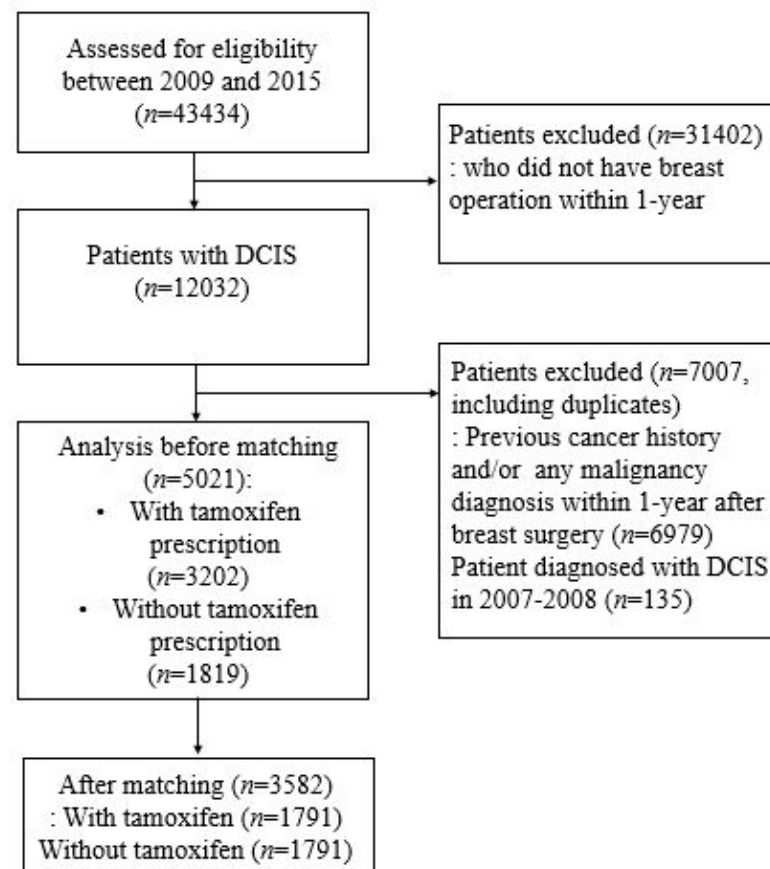 Assessed for eligibility
between 2009 and 2015
(n=43434)
Patients excluded (n=31402)
: who did not have breast
operation within 1-year
Patients with DCIS
(n=12032)
Patients excluded (n=7007,
including duplicates)
: Previous cancer history
and/or any malignancy
diagnosis within 1-year after
breast surgery (n=6979)
Patient diagnosed with DCIS
in 2007-2008 (n=135)
Analysis before matching
(n=5021):
• With tamoxifen
prescription
(n=3202)
• Without tamoxifen
prescription
(n=1819)
After matching (n=3582)
: With tamoxifen (n=1791)
Without tamoxifen (n=1791)